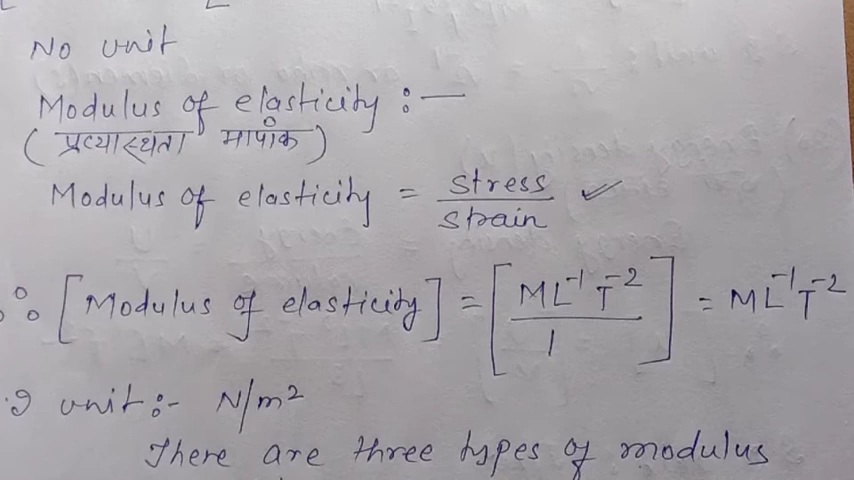 No unit
Modulus of elasticity :—
(प्रत्यास्थता मापांक)
Modulus of elasticity = stress/strain ✓
∴ [Modulus of elasticity] = [ML⁻¹T⁻²/1] = ML⁻¹T⁻²
unit:- N/m²
There are three types of modulus